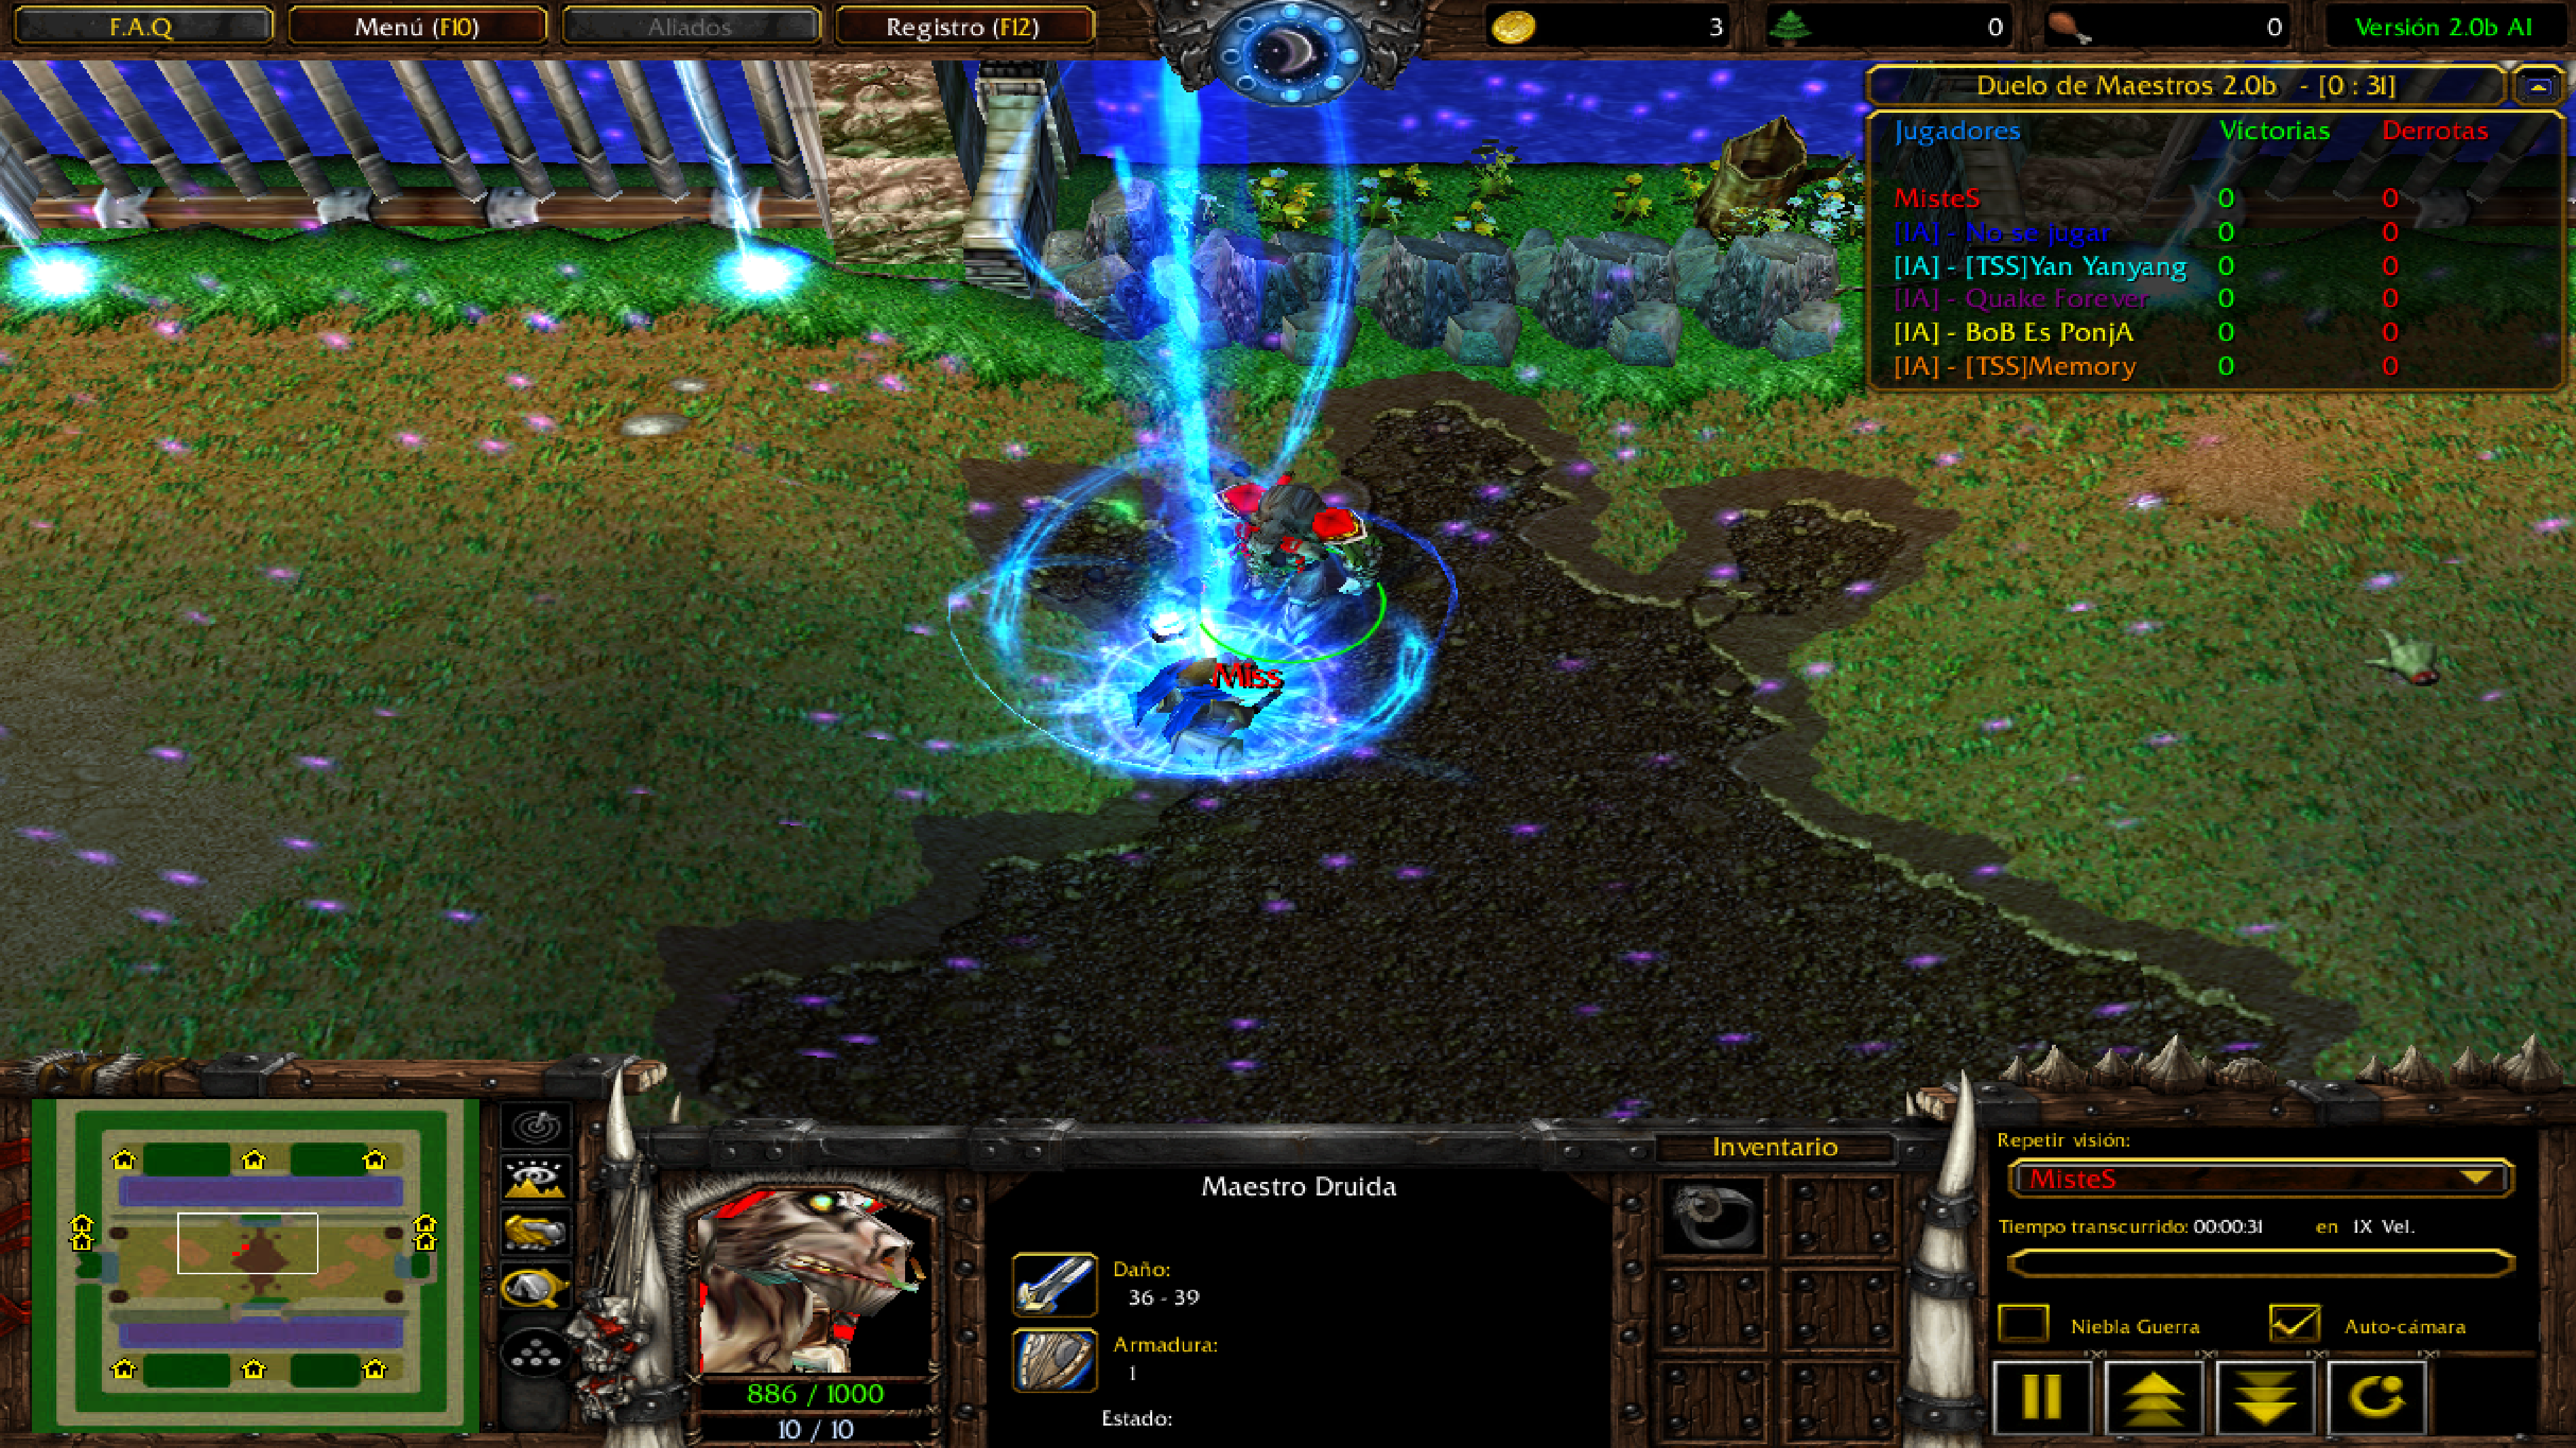 F.A.Q Menú (F10) Aliados Registro (F12) 3 0 0 Versión 2.0b AI
Duelo de Maestros 2.0b - [0 : 31]
Jugadores Victorias Derrotas
MisteS 0 0
[IA] - No se jugar 0 0
[IA] - [TSS]Yan Yanyang 0 0
[IA] - Quake Forever 0 0
[IA] - BoB Es PonjA 0 0
[IA] - [TSS]Memory 0 0
Miss
Maestro Druida
Daño:
36 - 39
Armadura:
1
Estado:
886 / 1000
10 / 10
Inventario
Repetir visión:
MisteS
Tiempo transcurrido: 00:00:31 en 1X Vel.
Niebla Guerra Auto-cámara